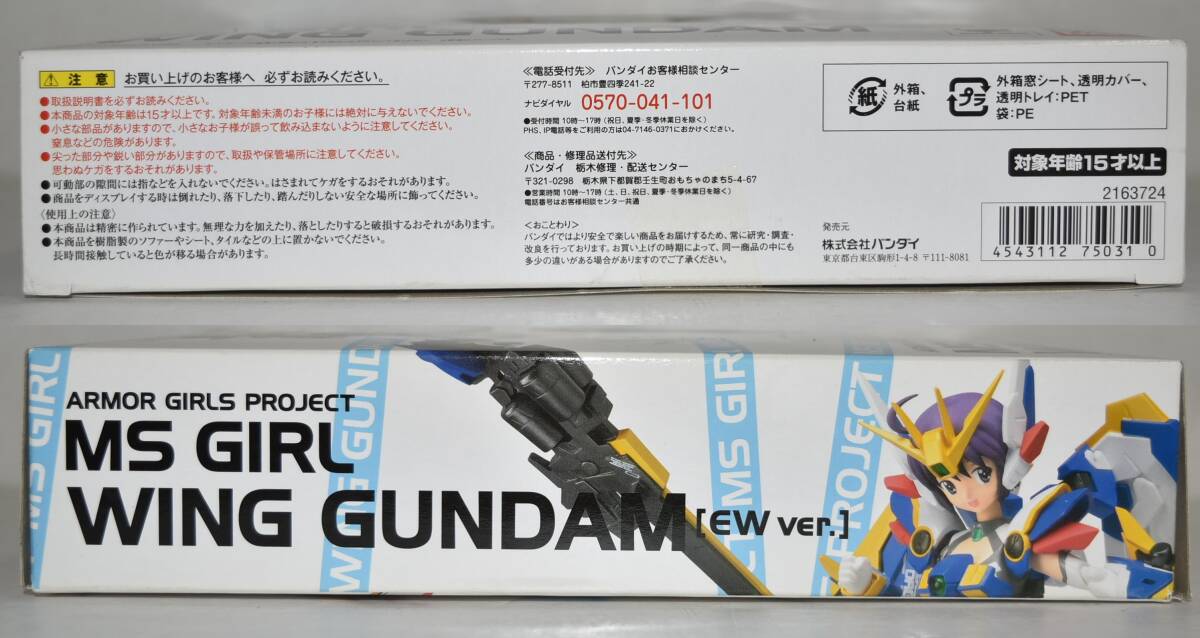 WING GUNDAM
注意 お買い上げのお客様へ 必ずお読みください。
●取扱説明書を必ずお読みください。
●本商品の対象年齢は15才以上です。対象年齢未満のお子様には絶対に与えないでください。
●小さな部品がありますので、小さなお子様が誤って飲み込まないように注意してください。
窒息などの危険があります。
●尖った部分や鋭い部分がありますので、取扱や保管場所に注意してください。
思わぬケガをするおそれがあります。
●可動部の隙間には指などを入れないでください。はさまれてケガをするおそれがあります。
●商品をディスプレイする時は倒れたり、落下したり、踏んだりしない安全な場所に飾ってください。
〈使用上の注意〉
●本商品は精密に作られています。無理な力を加えたり、落としたりすると破損するおそれがあります。
●本商品を樹脂製のソファーやシート、タイルなどの上に置かないでください。
長時間接触していると色が移る場合があります。
≪電話受付先≫ バンダイお客様相談センター
〒277-8511 柏市豊四季241-22
ナビダイヤル 0570-041-101
●受付時間 10時〜17時(祝日、夏季・冬季休業日を除く)
PHS、IP電話等をご利用の方は04-7146-0371におかけください。
≪商品・修理品送付先≫
バンダイ 栃木修理・配送センター
〒321-0298 栃木県下都賀郡壬生町おもちゃのまち5-4-67
●営業時間 10時〜17時(土、日、祝日、夏季・冬季休業日を除く)
電話番号はお客様相談センター共通
<おことわり>
バンダイではより安全で楽しい商品をお届けするため、常に研究・調査・
改良を行っております。お買い上げの時期によって、同一商品の中にも
多少の違いがある場合がありますのでご了承ください。
紙 外箱、
台紙
プラ 外箱窓シート、透明カバー、
透明トレイ:PET
袋:PE
対象年齢15才以上
2163724
発売元
株式会社バンダイ
東京都台東区駒形1-4-8 〒111-8081
4543112 75031 0
ARMOR GIRLS PROJECT
MS GIRL
WING GUNDAM [EW ver.]
MS GIRL
WING GUND
MS GIRL
PROJECT